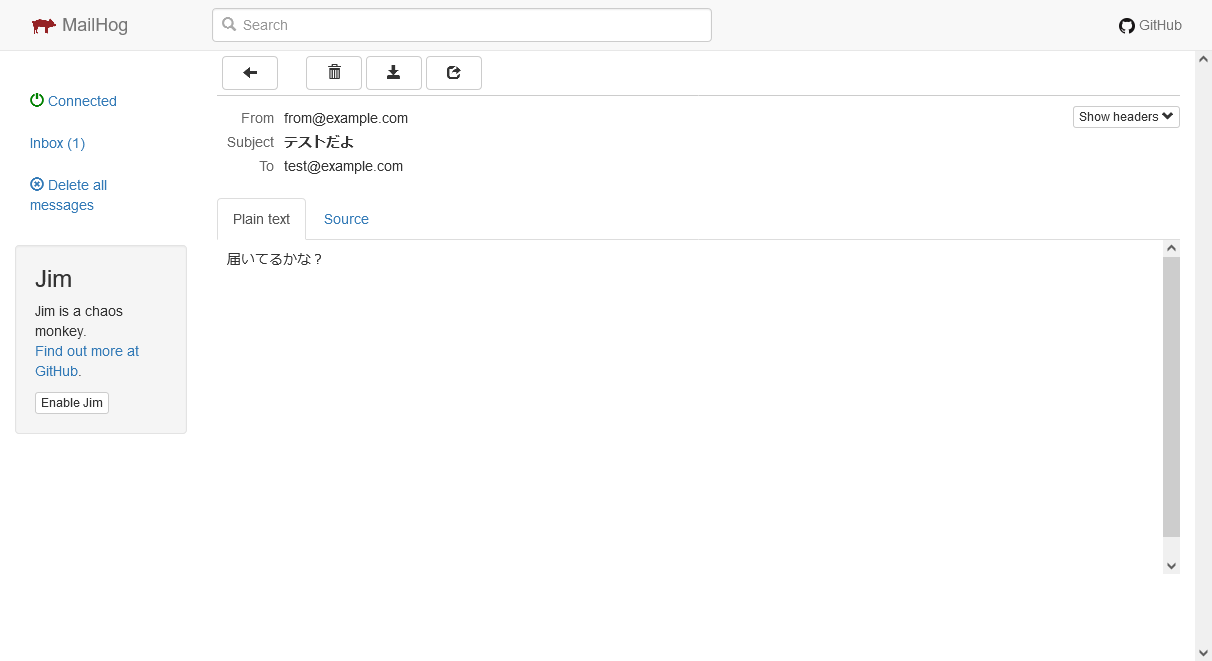 MailHog
Search
GitHub
Connected
Inbox (1)
Delete all
messages
Jim
Jim is a chaos
monkey.
Find out more at
GitHub.
Enable Jim
From from@example.com
Show headers
Subject テストだよ
To test@example.com
Plain text Source
届いてるかな？